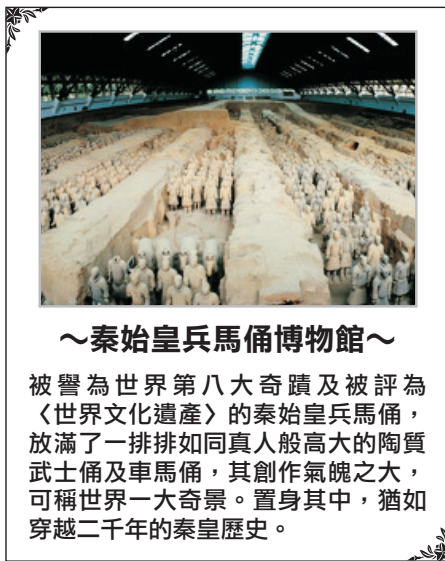 ～秦始皇兵馬俑博物館～
被譽為世界第八大奇蹟及被評為
〈世界文化遺產〉的秦始皇兵馬俑，
放滿了一排排如同真人般高大的陶質
武士俑及車馬俑，其創作氣魄之大，
可稱世界一大奇景。置身其中，猶如
穿越二千年的秦皇歷史。